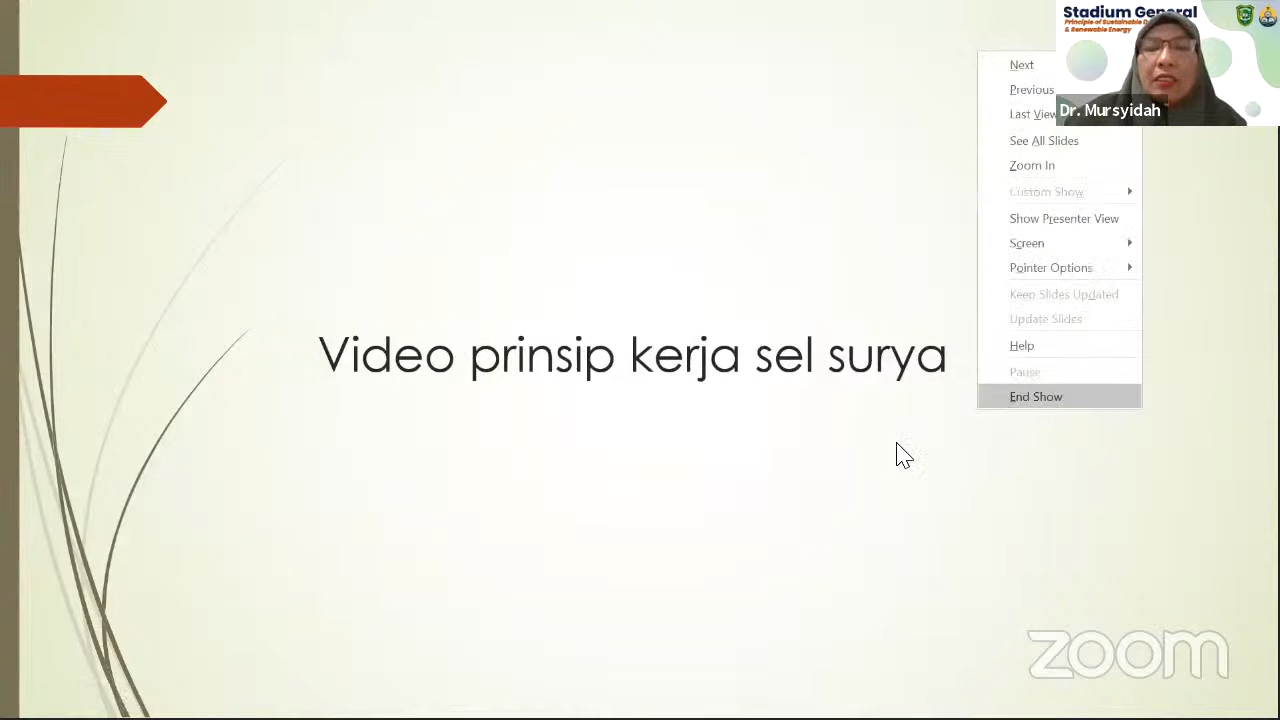 Stadium General
Principle of Sustainable
& Renewable Energy
Dr. Mursyidah
Next
Previous
Last
See All Slides
Zoom In
Custom Show
Show Presenter View
Screen
Pointer Options
Keep Slides Updated
Update Slides
Help
Pause
End Show
Video prinsip kerja sel surya
zoom